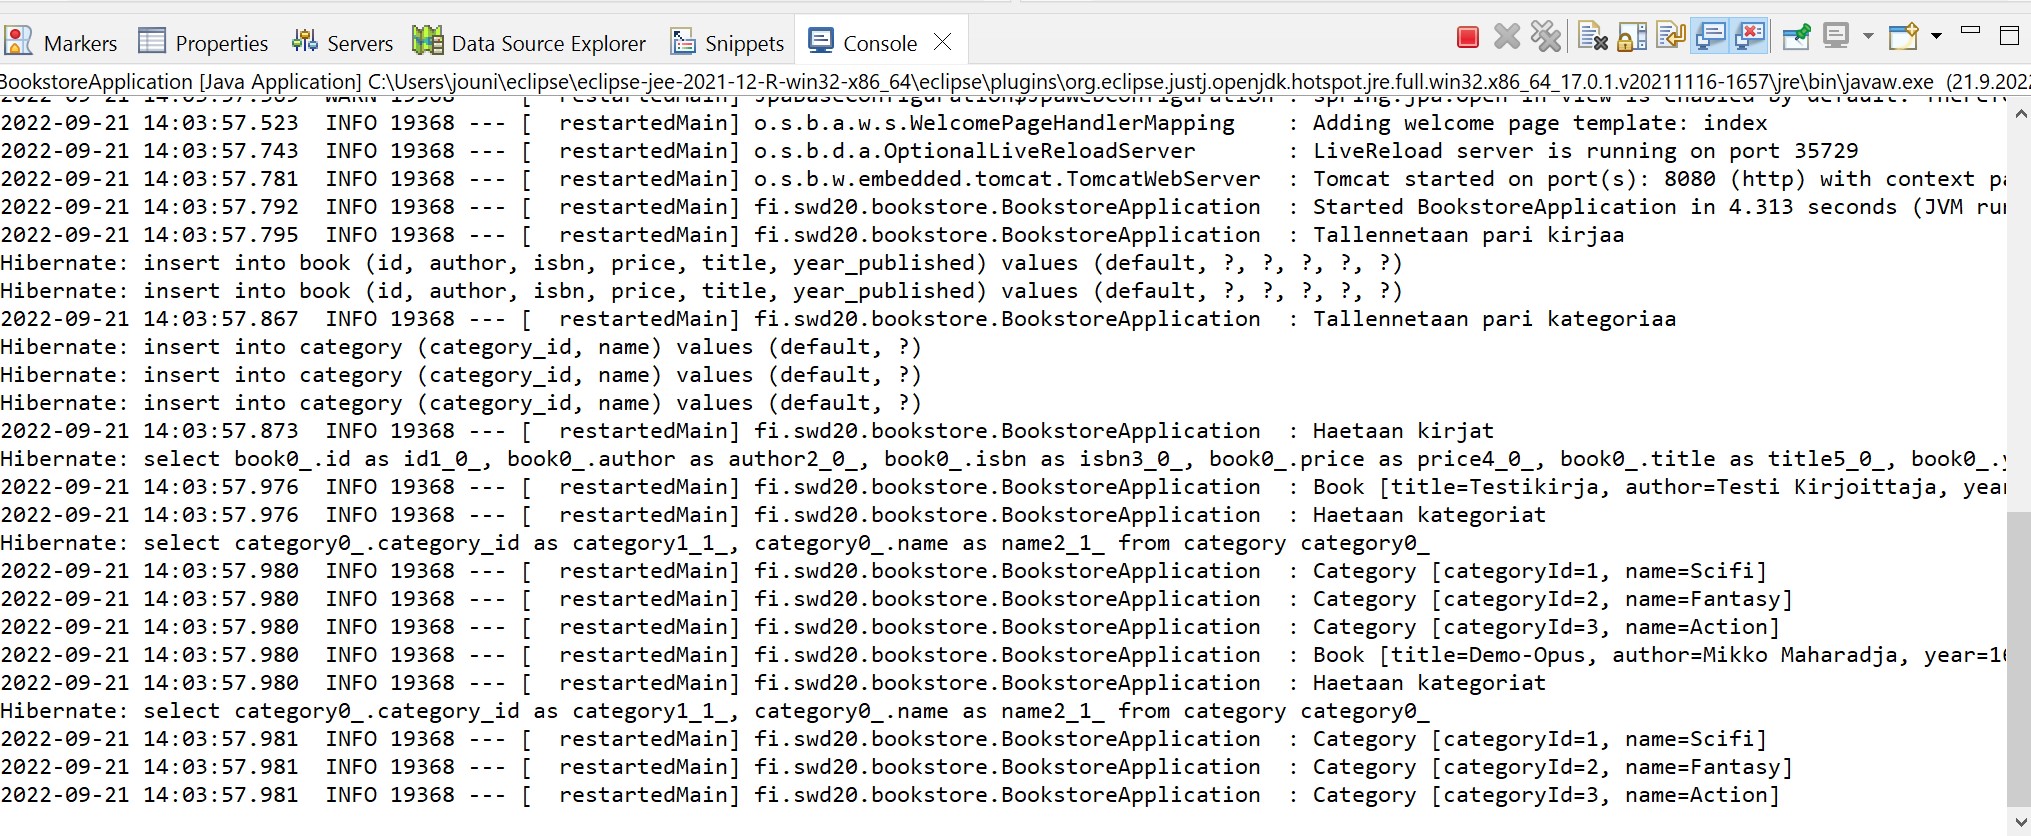 Markers Properties Servers Data Source Explorer Snippets Console
BookstoreApplication [Java Application] C:\Users\jouni\eclipse\eclipse-jee-2021-12-R-win32-x86_64\eclipse\plugins\org.eclipse.justj.openjdk.hotspot.jre.full.win32.x86_64_17.0.1.v20211116-1657\jre\bin\javaw.exe (21.9.202
WARN 19368 --- [ restartedMain] JpaBaseConfiguration$JpaWebConfiguration : spring.jpa.open-in-view is enabled by default. Theref
2022-09-21 14:03:57.523 INFO 19368 --- [ restartedMain] o.s.b.a.w.s.WelcomePageHandlerMapping : Adding welcome page template: index
2022-09-21 14:03:57.743 INFO 19368 --- [ restartedMain] o.s.b.d.a.OptionalLiveReloadServer : LiveReload server is running on port 35729
2022-09-21 14:03:57.781 INFO 19368 --- [ restartedMain] o.s.b.w.embedded.tomcat.TomcatWebServer : Tomcat started on port(s): 8080 (http) with context pa
2022-09-21 14:03:57.792 INFO 19368 --- [ restartedMain] fi.swd20.bookstore.BookstoreApplication : Started BookstoreApplication in 4.313 seconds (JVM run
2022-09-21 14:03:57.795 INFO 19368 --- [ restartedMain] fi.swd20.bookstore.BookstoreApplication : Tallennetaan pari kirjaa
Hibernate: insert into book (id, author, isbn, price, title, year_published) values (default, ?, ?, ?, ?, ?)
Hibernate: insert into book (id, author, isbn, price, title, year_published) values (default, ?, ?, ?, ?, ?)
2022-09-21 14:03:57.867 INFO 19368 --- [ restartedMain] fi.swd20.bookstore.BookstoreApplication : Tallennetaan pari kategoriaa
Hibernate: insert into category (category_id, name) values (default, ?)
Hibernate: insert into category (category_id, name) values (default, ?)
Hibernate: insert into category (category_id, name) values (default, ?)
2022-09-21 14:03:57.873 INFO 19368 --- [ restartedMain] fi.swd20.bookstore.BookstoreApplication : Haetaan kirjat
Hibernate: select book0_.id as id1_0_, book0_.author as author2_0_, book0_.isbn as isbn3_0_, book0_.price as price4_0_, book0_.title as title5_0_, book0_.y
2022-09-21 14:03:57.976 INFO 19368 --- [ restartedMain] fi.swd20.bookstore.BookstoreApplication : Book [title=Testikirja, author=Testi Kirjoittaja, year
2022-09-21 14:03:57.976 INFO 19368 --- [ restartedMain] fi.swd20.bookstore.BookstoreApplication : Haetaan kategoriat
Hibernate: select category0_.category_id as category1_1_, category0_.name as name2_1_ from category category0_
2022-09-21 14:03:57.980 INFO 19368 --- [ restartedMain] fi.swd20.bookstore.BookstoreApplication : Category [categoryId=1, name=Scifi]
2022-09-21 14:03:57.980 INFO 19368 --- [ restartedMain] fi.swd20.bookstore.BookstoreApplication : Category [categoryId=2, name=Fantasy]
2022-09-21 14:03:57.980 INFO 19368 --- [ restartedMain] fi.swd20.bookstore.BookstoreApplication : Category [categoryId=3, name=Action]
2022-09-21 14:03:57.980 INFO 19368 --- [ restartedMain] fi.swd20.bookstore.BookstoreApplication : Book [title=Demo-Opus, author=Mikko Maharadja, year=16
2022-09-21 14:03:57.980 INFO 19368 --- [ restartedMain] fi.swd20.bookstore.BookstoreApplication : Haetaan kategoriat
Hibernate: select category0_.category_id as category1_1_, category0_.name as name2_1_ from category category0_
2022-09-21 14:03:57.981 INFO 19368 --- [ restartedMain] fi.swd20.bookstore.BookstoreApplication : Category [categoryId=1, name=Scifi]
2022-09-21 14:03:57.981 INFO 19368 --- [ restartedMain] fi.swd20.bookstore.BookstoreApplication : Category [categoryId=2, name=Fantasy]
2022-09-21 14:03:57.981 INFO 19368 --- [ restartedMain] fi.swd20.bookstore.BookstoreApplication : Category [categoryId=3, name=Action]